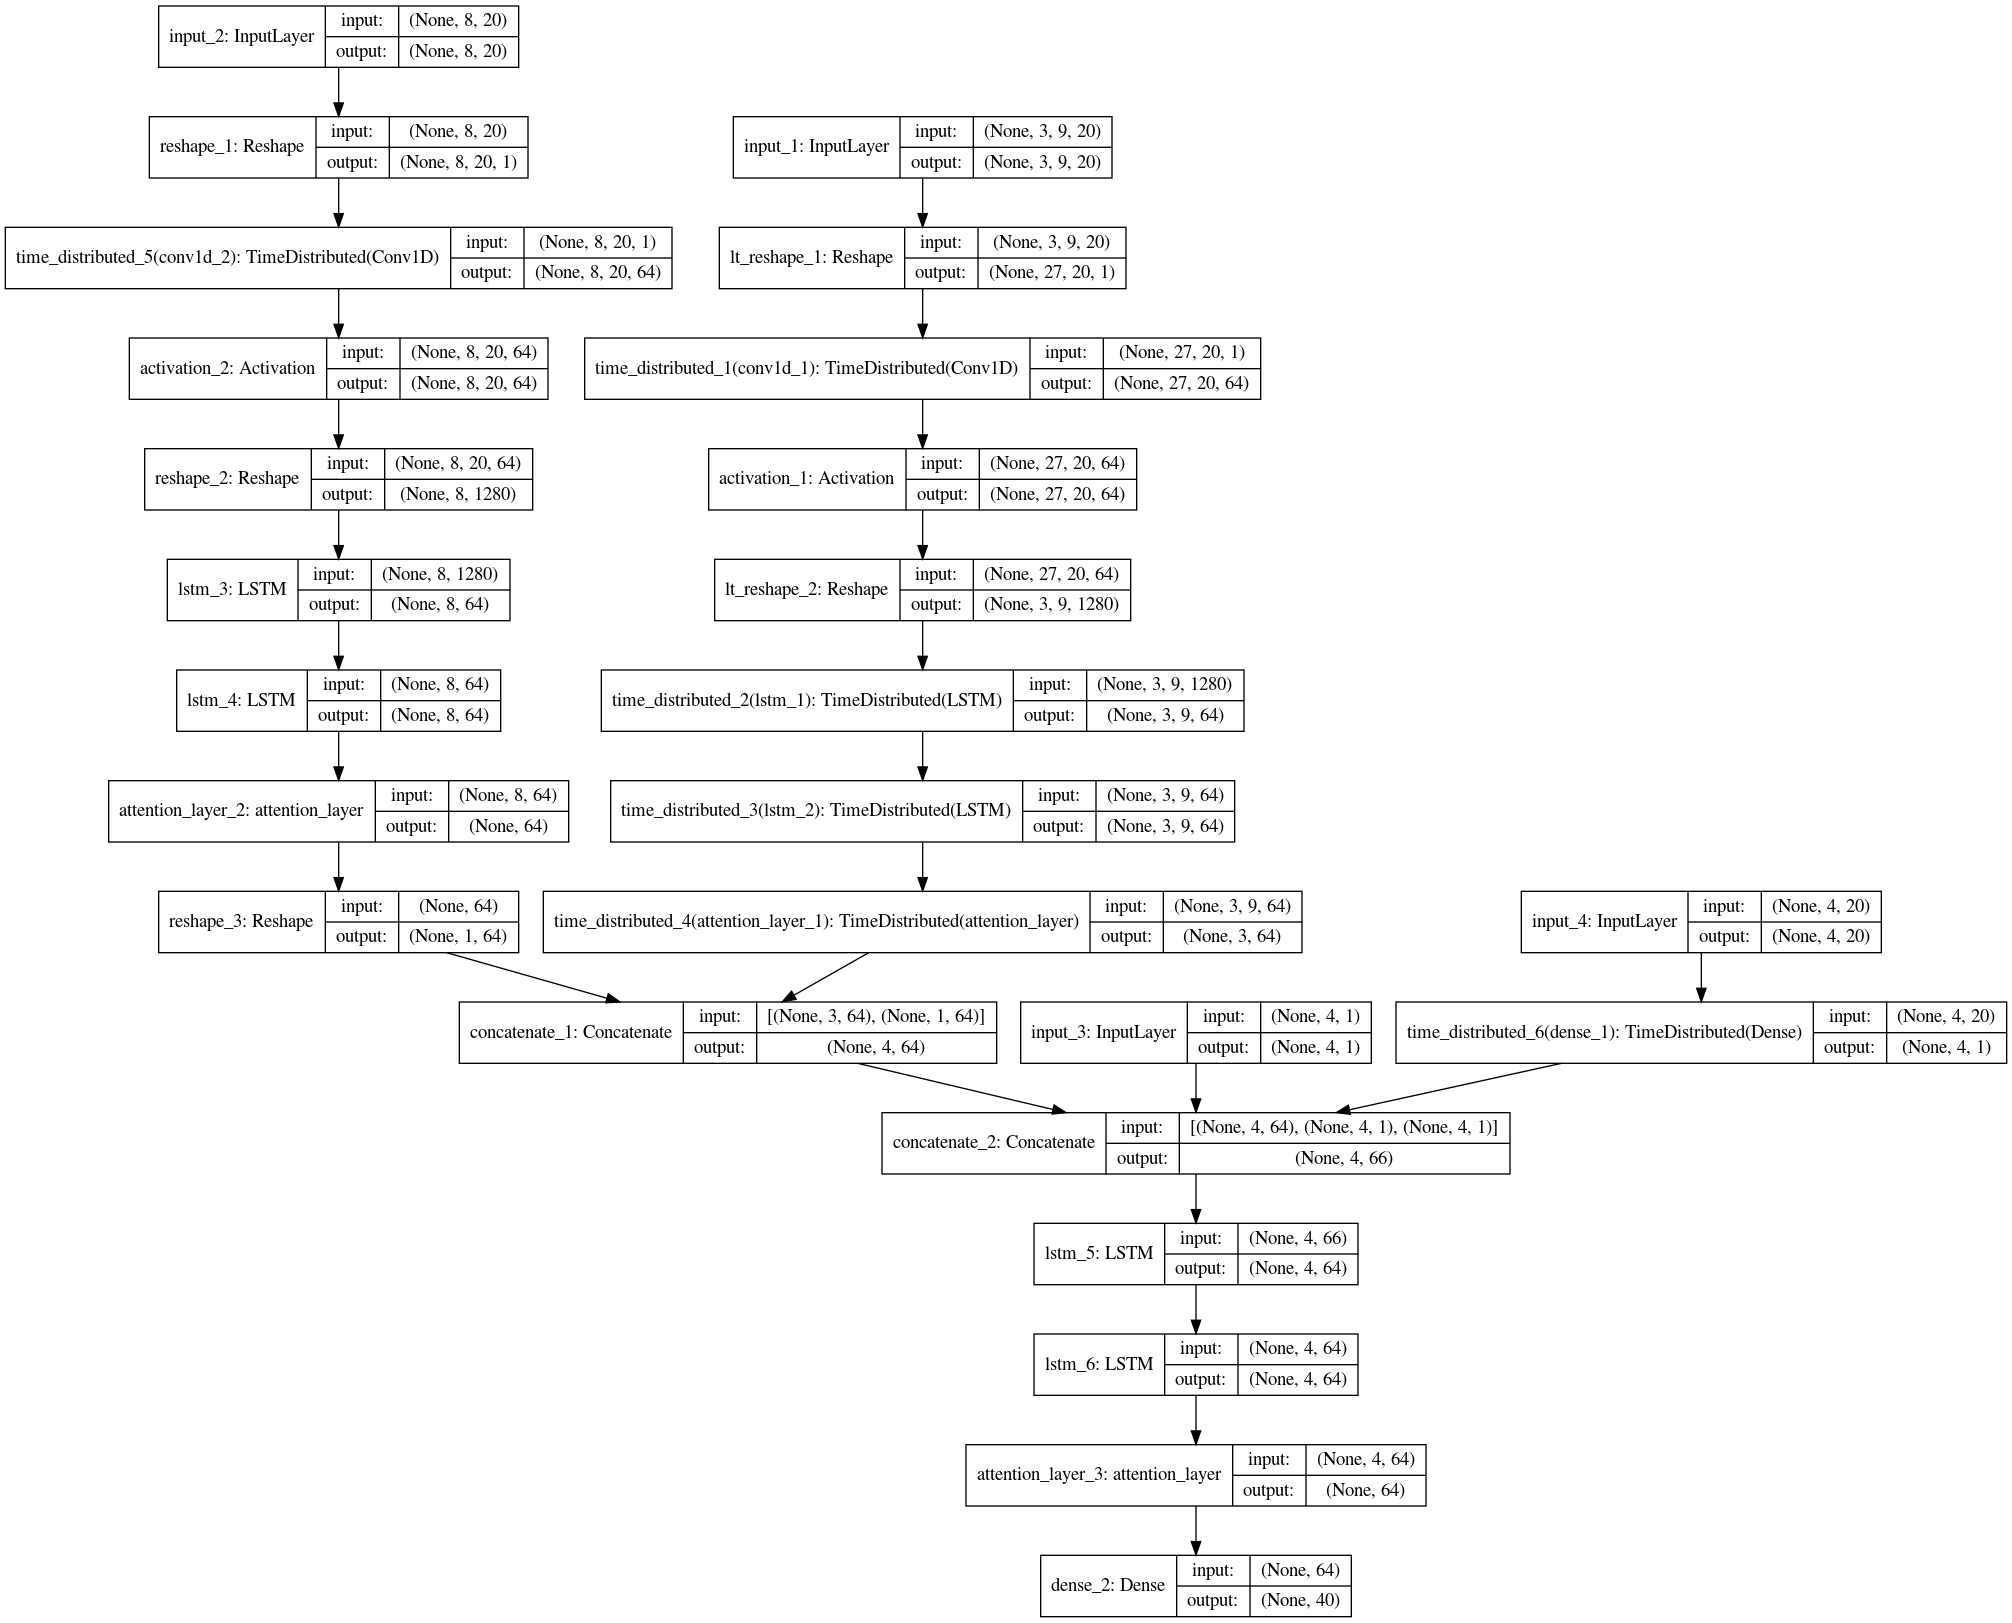 input_2: InputLayer
input: (None, 8, 20)
output: (None, 8, 20)
reshape_1: Reshape
input: (None, 8, 20)
output: (None, 8, 20, 1)
input_1: InputLayer
input: (None, 3, 9, 20)
output: (None, 3, 9, 20)
time_distributed_5(conv1d_2): TimeDistributed(Conv1D)
input: (None, 8, 20, 1)
output: (None, 8, 20, 64)
lt_reshape_1: Reshape
input: (None, 3, 9, 20)
output: (None, 27, 20, 1)
activation_2: Activation
input: (None, 8, 20, 64)
output: (None, 8, 20, 64)
time_distributed_1(conv1d_1): TimeDistributed(Conv1D)
input: (None, 27, 20, 1)
output: (None, 27, 20, 64)
reshape_2: Reshape
input: (None, 8, 20, 64)
output: (None, 8, 1280)
activation_1: Activation
input: (None, 27, 20, 64)
output: (None, 27, 20, 64)
lstm_3: LSTM
input: (None, 8, 1280)
output: (None, 8, 64)
lt_reshape_2: Reshape
input: (None, 27, 20, 64)
output: (None, 3, 9, 1280)
lstm_4: LSTM
input: (None, 8, 64)
output: (None, 8, 64)
time_distributed_2(lstm_1): TimeDistributed(LSTM)
input: (None, 3, 9, 1280)
output: (None, 3, 9, 64)
attention_layer_2: attention_layer
input: (None, 8, 64)
output: (None, 64)
time_distributed_3(lstm_2): TimeDistributed(LSTM)
input: (None, 3, 9, 64)
output: (None, 3, 9, 64)
reshape_3: Reshape
input: (None, 64)
output: (None, 1, 64)
time_distributed_4(attention_layer_1): TimeDistributed(attention_layer)
input: (None, 3, 9, 64)
output: (None, 3, 64)
input_4: InputLayer
input: (None, 4, 20)
output: (None, 4, 20)
concatenate_1: Concatenate
input: [(None, 3, 64), (None, 1, 64)]
output: (None, 4, 64)
input_3: InputLayer
input: (None, 4, 1)
output: (None, 4, 1)
time_distributed_6(dense_1): TimeDistributed(Dense)
input: (None, 4, 20)
output: (None, 4, 1)
concatenate_2: Concatenate
input: [(None, 4, 64), (None, 4, 1), (None, 4, 1)]
output: (None, 4, 66)
lstm_5: LSTM
input: (None, 4, 66)
output: (None, 4, 64)
lstm_6: LSTM
input: (None, 4, 64)
output: (None, 4, 64)
attention_layer_3: attention_layer
input: (None, 4, 64)
output: (None, 64)
dense_2: Dense
input: (None, 64)
output: (None, 40)